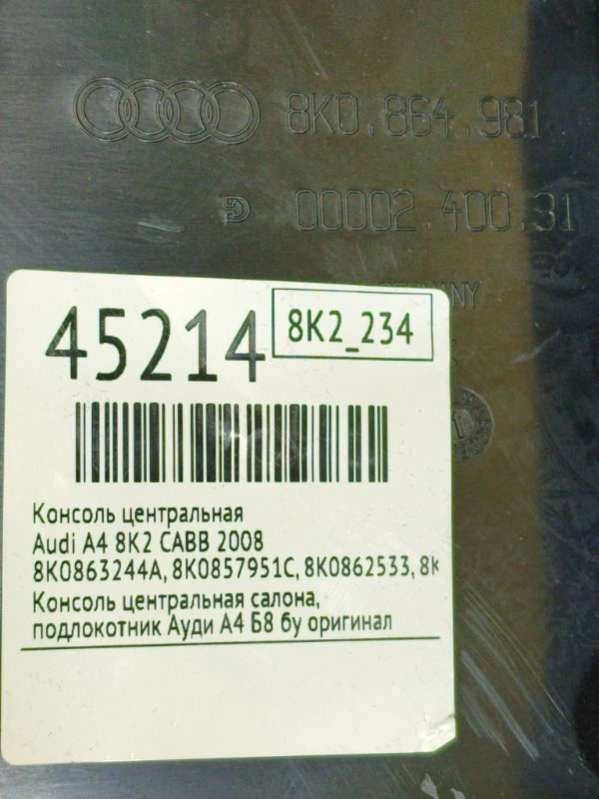 8K0.864.981
00002.400.31
GERMANY
45214
8K2_234
Консоль центральная
Audi A4 8K2 CABB 2008
8K0863244A, 8K0857951C, 8K0862533, 8K
Консоль центральная салона,
подлокотник Ауди А4 Б8 бу оригинал